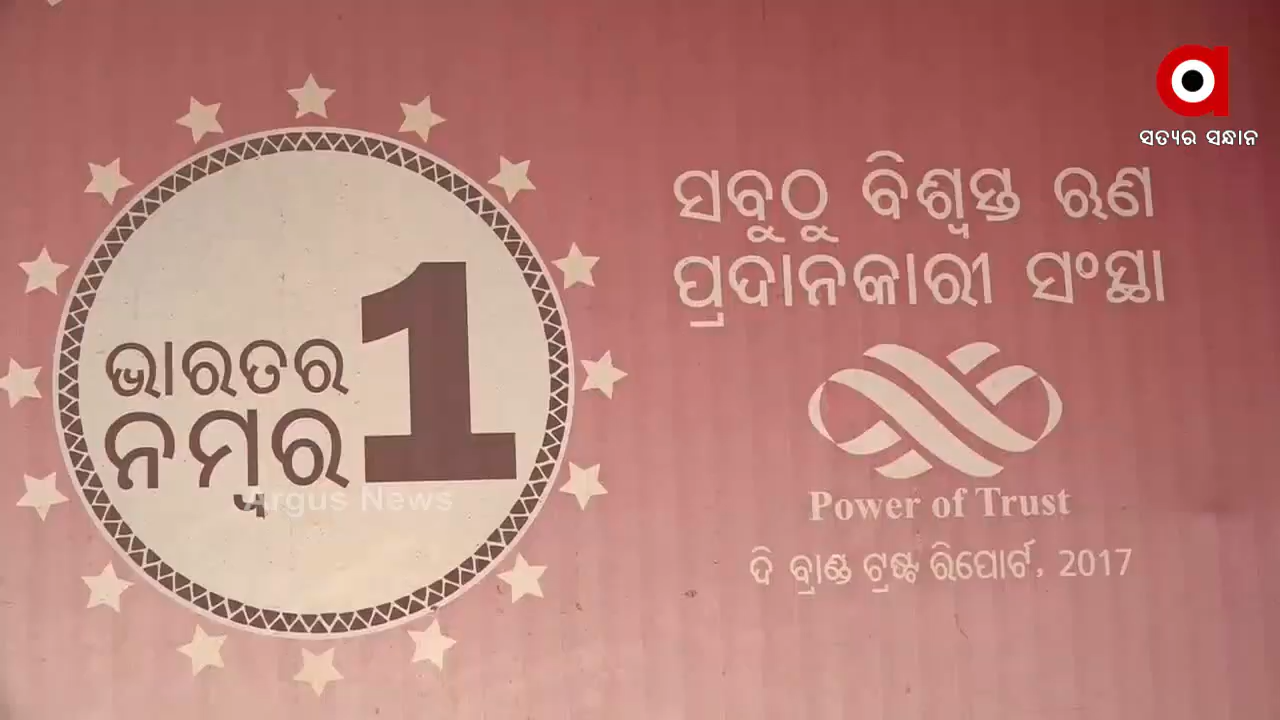 ସତ୍ୟର ସନ୍ଧାନ
ଭାରତର
ନମ୍ବର 1
Argus News
ସବୁଠୁ ବିଶ୍ୱସ୍ତ ଋଣ
ପ୍ରଦାନକାରୀ ସଂସ୍ଥା
Power of Trust
ଦି ବ୍ରାଣ୍ଡ ଟ୍ରଷ୍ଟ ରିପୋର୍ଟ, 2017